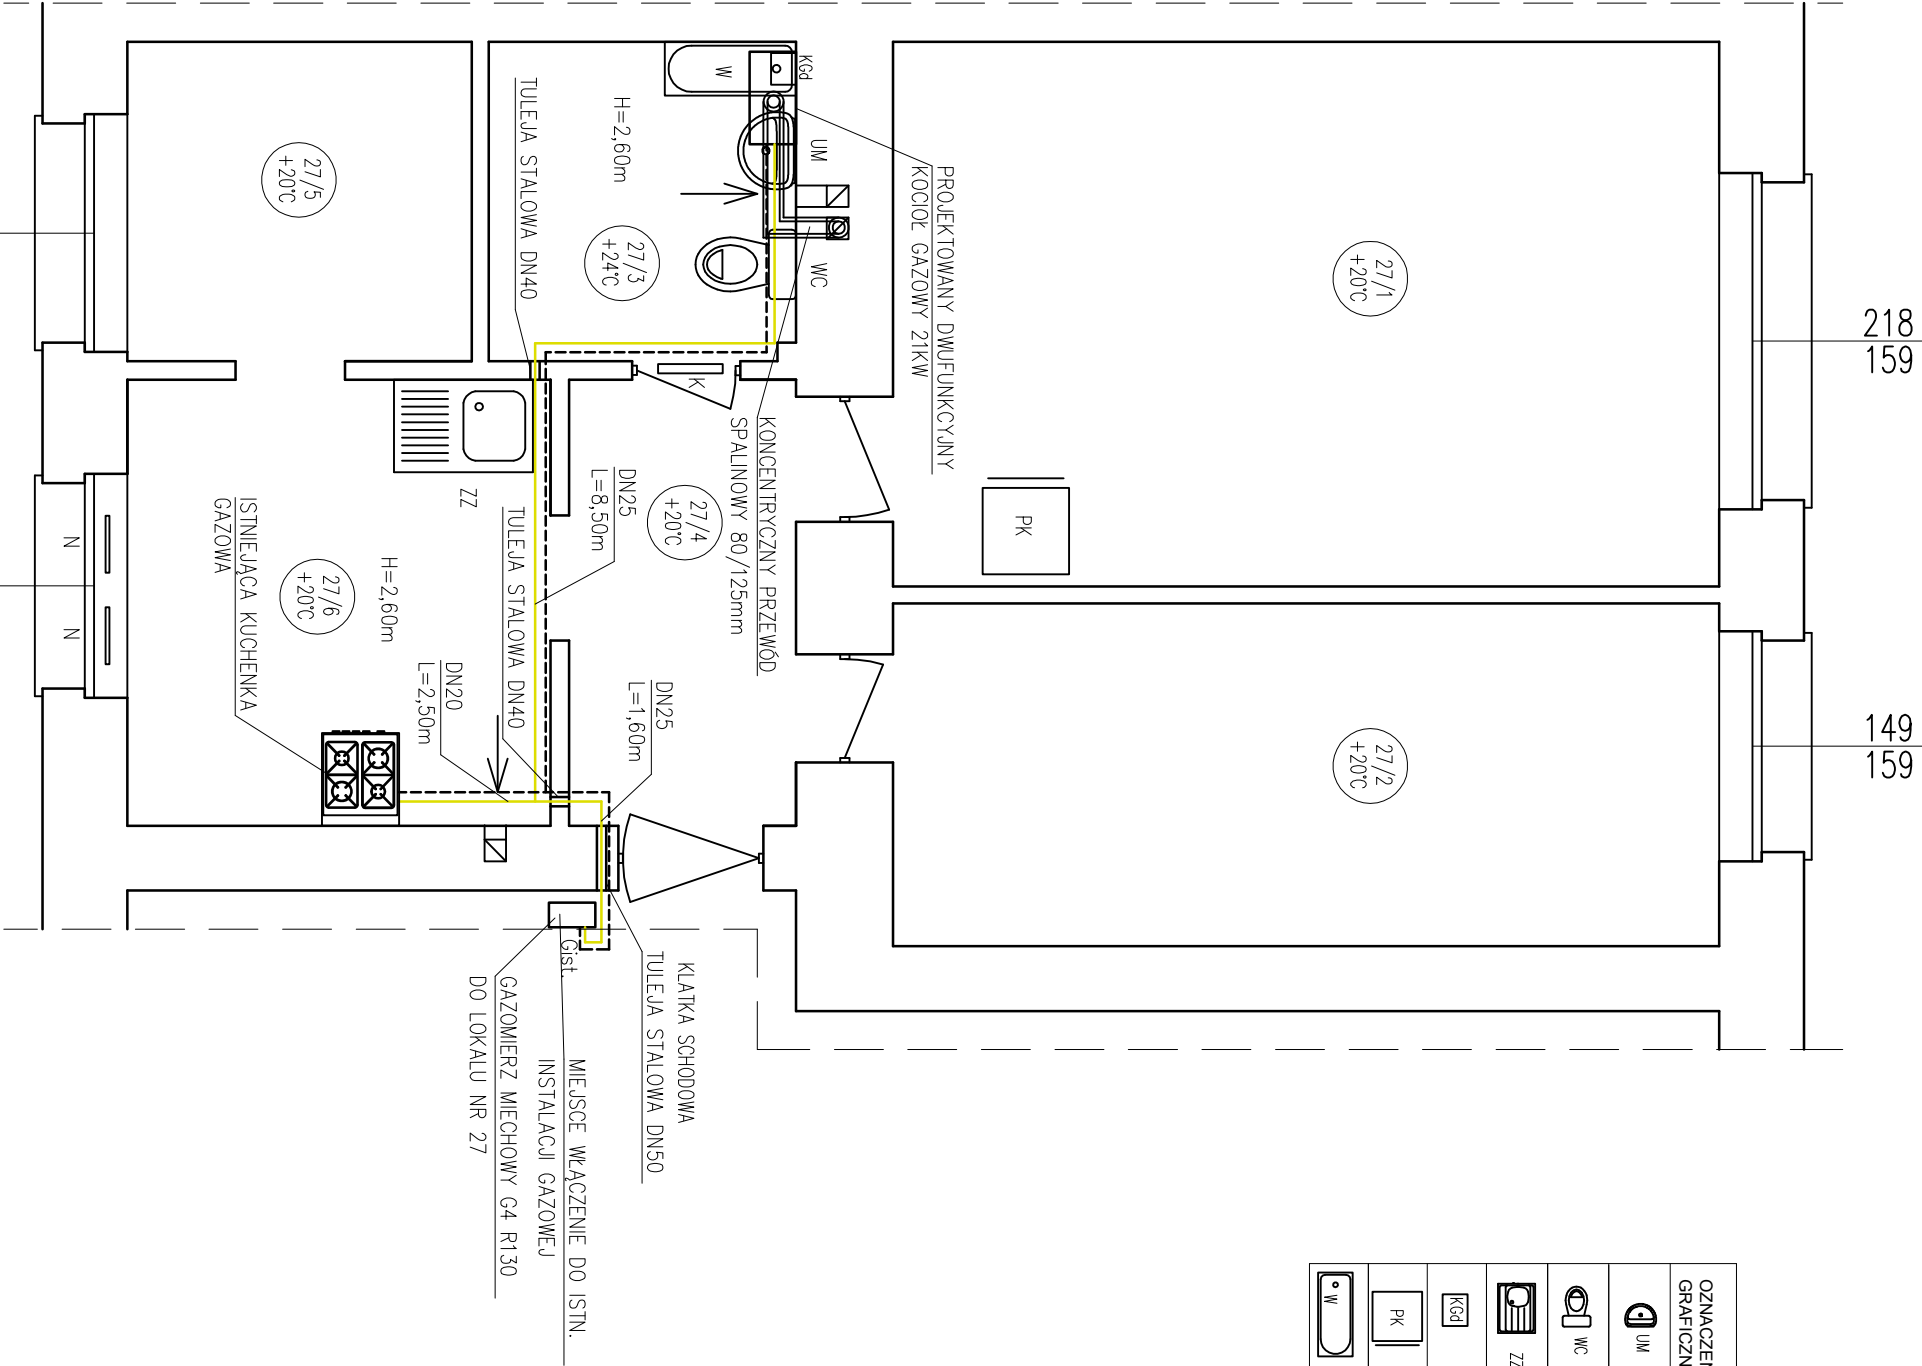 218
159
149
159
27/1
+20°C
27/2
+20°C
PK
PROJEKTOWANY DWUFUNKCYJNY
KOCIOŁ GAZOWY 21KW
KGd
UM
WC
W
H=2,60m
27/3
+24°C
TULEJA STALOWA DN40
27/5
+20°C
K
KONCENTRYCZNY PRZEWÓD
SPALINOWY 80/125mm
27/4
+20°C
DN25
L=8,50m
DN25
L=1,60m
TULEJA STALOWA DN40
ZZ
DN20
L=2,50m
H=2,60m
27/6
+20°C
ISTNIEJĄCA KUCHENKA
GAZOWA
N
N
KLATKA SCHODOWA
TULEJA STALOWA DN50
Gist.
MIEJSCE WŁĄCZENIE DO ISTN.
INSTALACJI GAZOWEJ
GAZOMIERZ MIECHOWY G4 R130
DO LOKALU NR 27
UM
WC
ZZ
KGd
PK
W